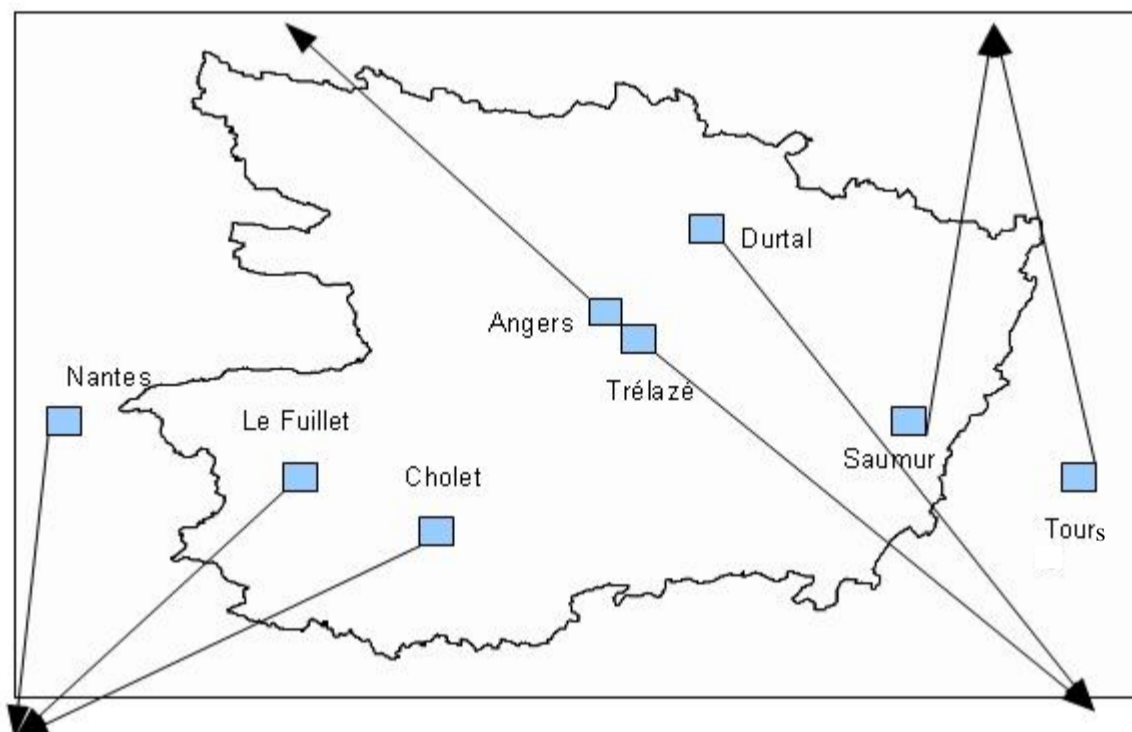 Durtal
Angers
Nantes
Trélazé
Le Fuillet
Saumur
Cholet
Tours